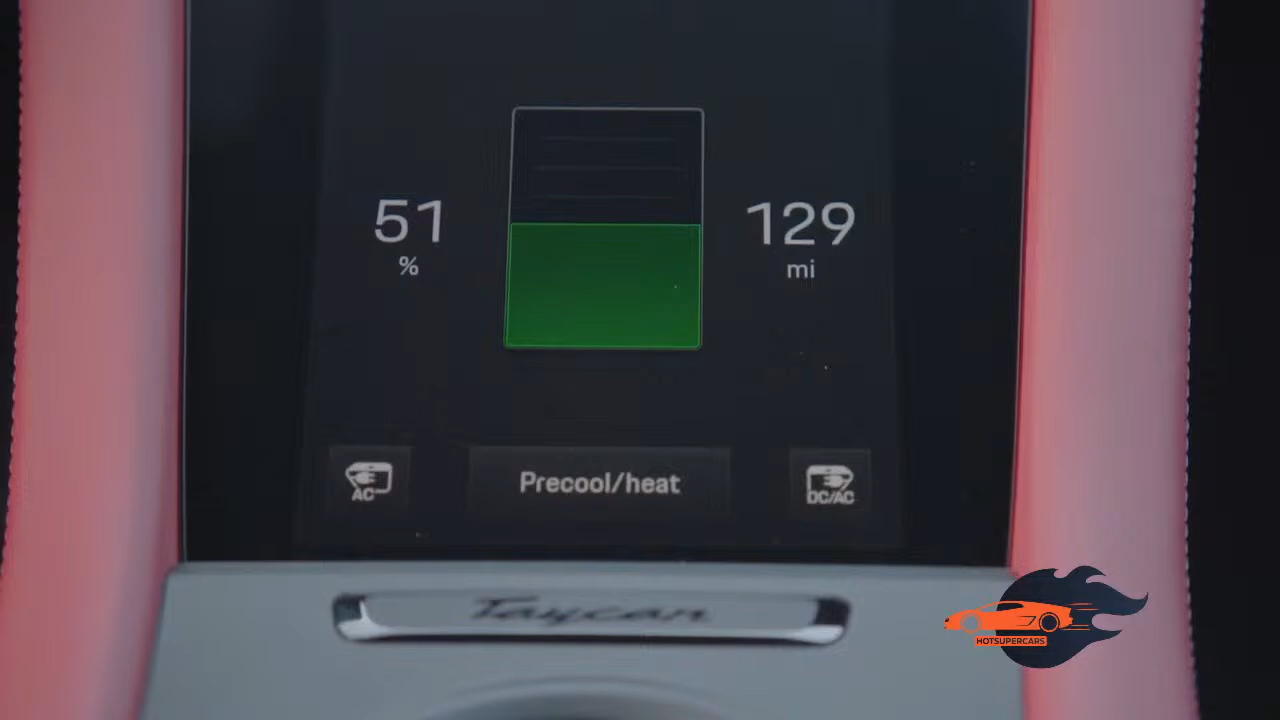 51
%
129
mi
AC
Precool/heat
DC/AC
Taycan
HOTSUPERCARS